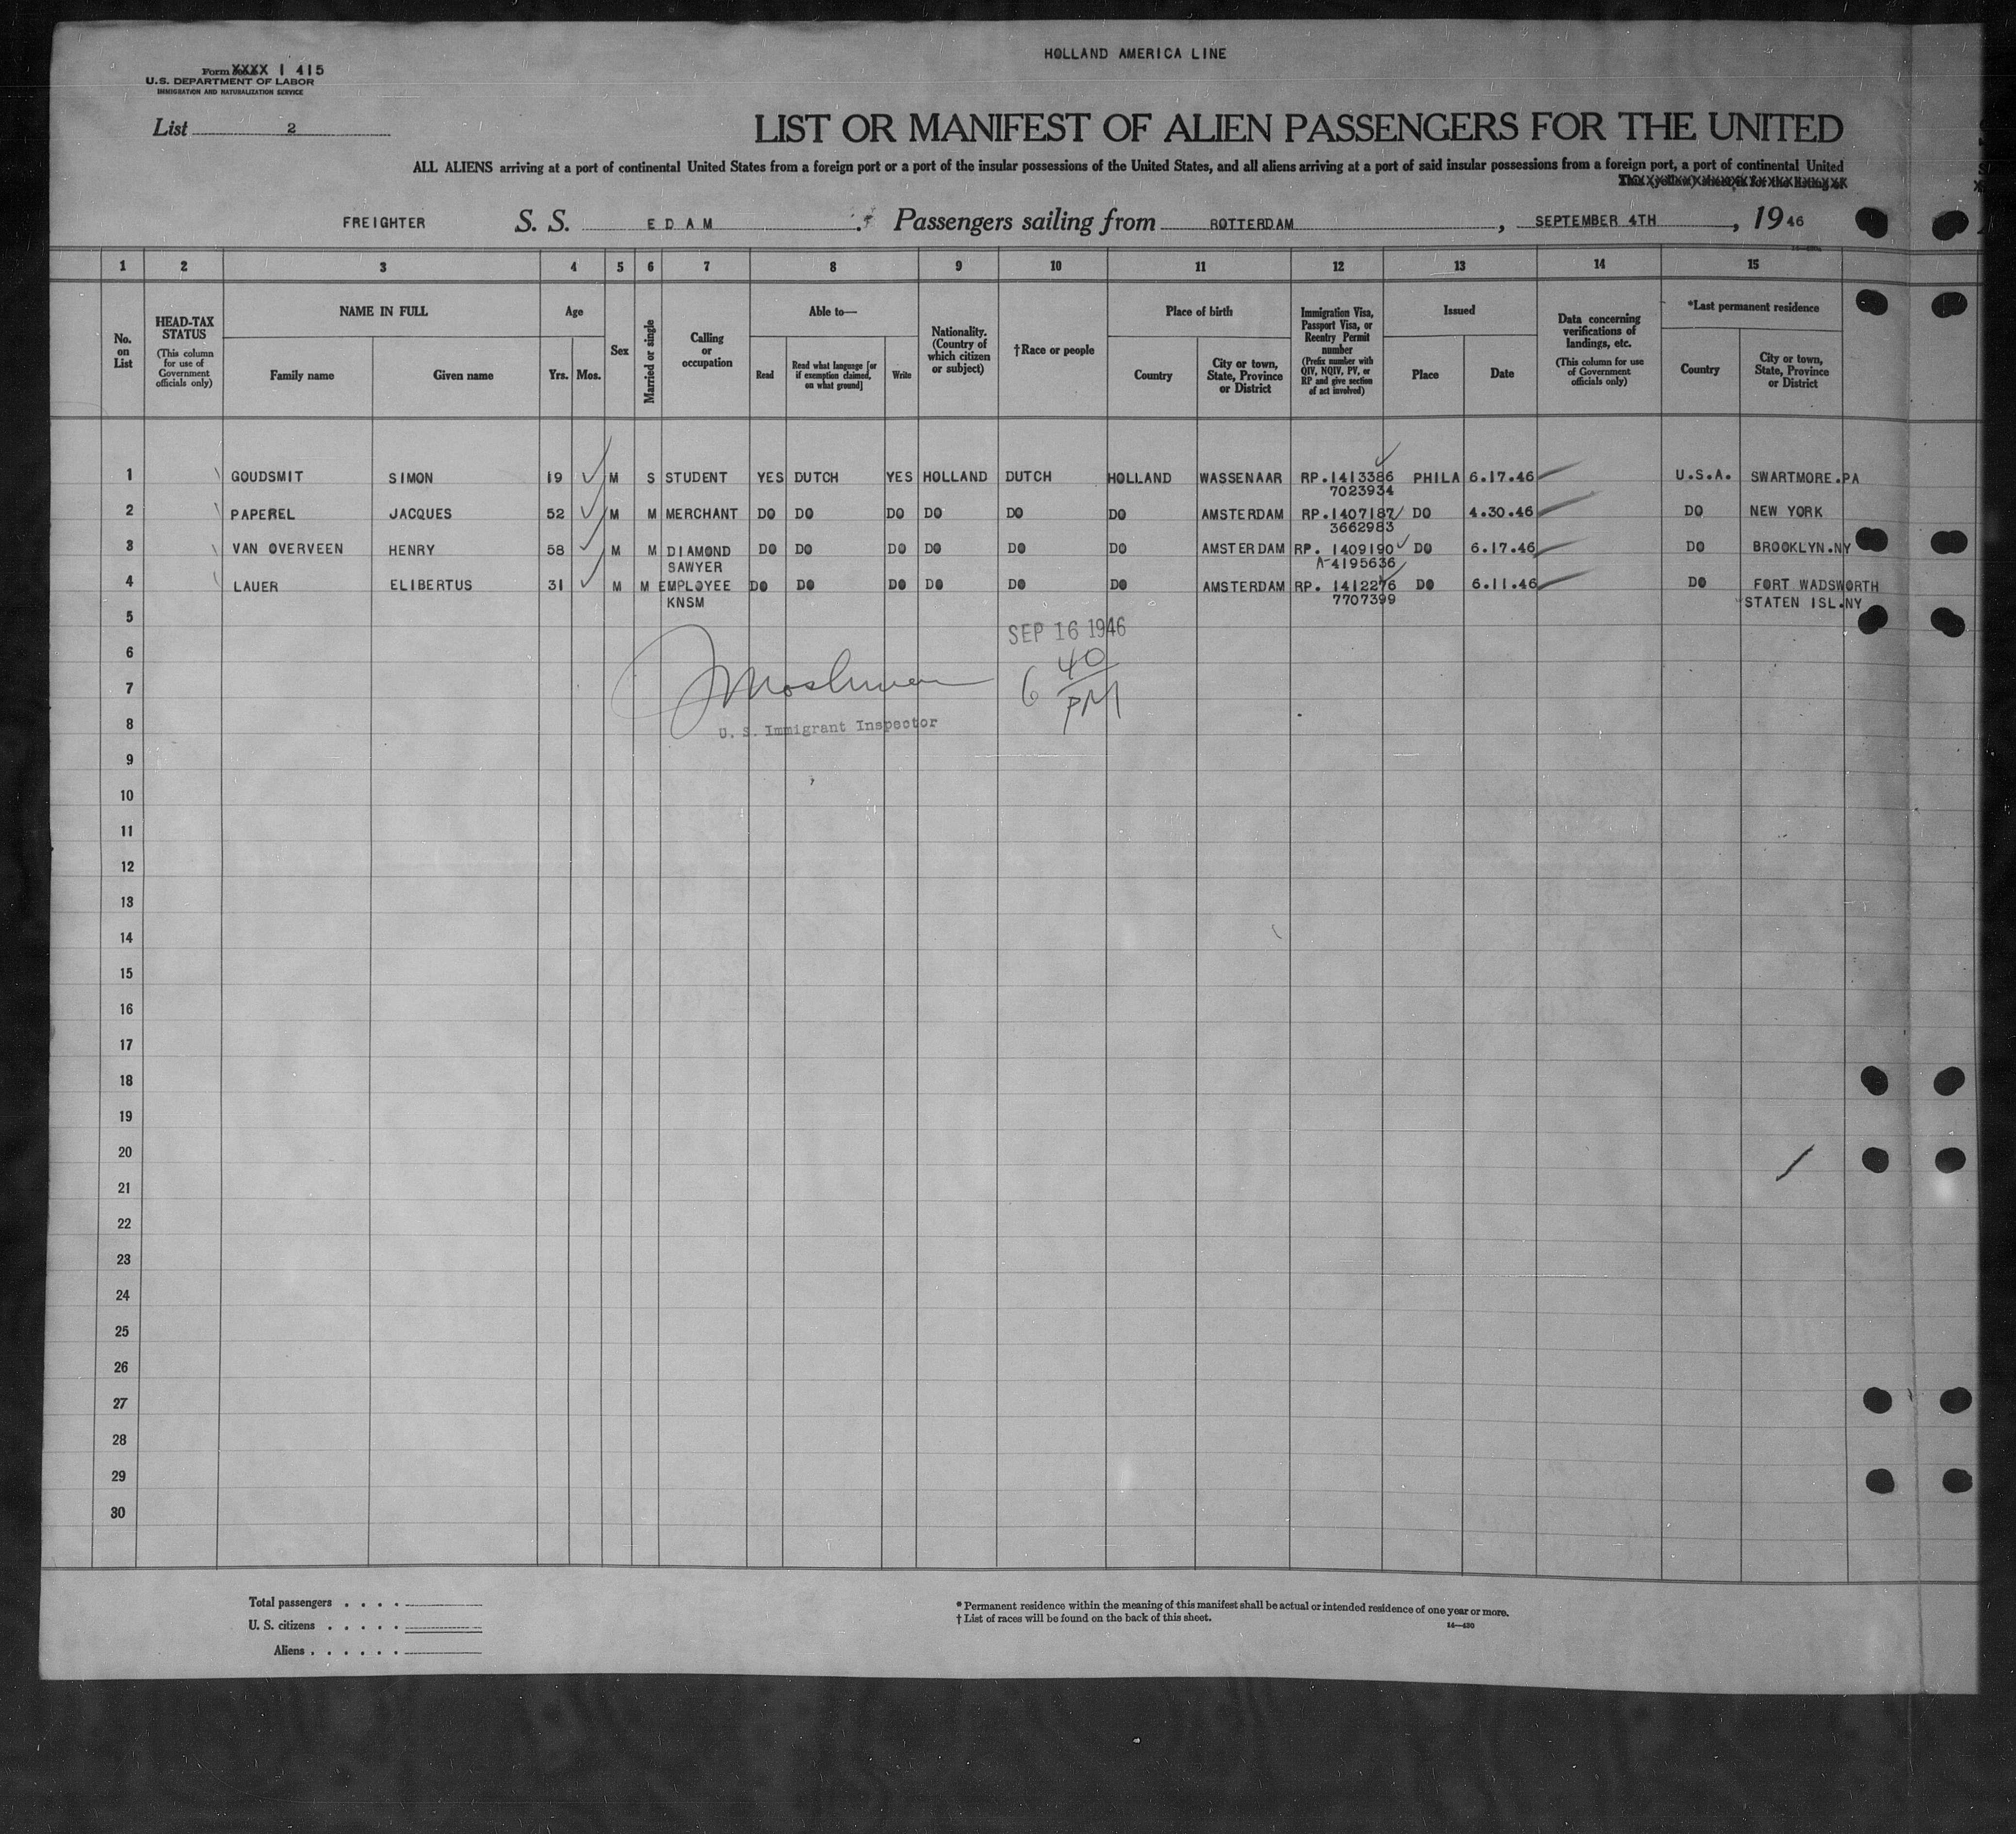 HOLLAND AMERICA LINE
Form XXXX I 415
U.S. DEPARTMENT OF LABOR
IMMIGRATION AND NATURALIZATION SERVICE
List 2
LIST OR MANIFEST OF ALIEN PASSENGERS FOR THE UNITED
ALL ALIENS arriving at a port of continental United States from a foreign port or a port of the insular possessions of the United States, and all aliens arriving at a port of said insular possessions from a foreign port, a port of continental United
FREIGHTER S. S. EDAM Passengers sailing from ROTTERDAM, SEPTEMBER 4TH, 1946
1 2 3 4 5 6 7 8 9 10 11 12 13 14 15
No. on List
HEAD-TAX STATUS (This column for use of Government officials only)
NAME IN FULL
Family name Given name
Age
Yrs. Mos.
Sex
Married or single
Calling or occupation
Able to—
Read Read what language [or if exemption claimed, on what ground] Write
Nationality. (Country of which citizen or subject)
†Race or people
Place of birth
Country City or town, State, Province or District
Immigration Visa, Passport Visa, or Reentry Permit number (Prefix number with QIV, NQIV, PV, or RP and give section of act involved)
Issued
Place Date
Data concerning verifications of landings, etc. (This column for use of Government officials only)
*Last permanent residence
Country City or town, State, Province or District
1 GOUDSMIT SIMON 19 M S STUDENT YES DUTCH YES HOLLAND DUTCH HOLLAND WASSENAAR RP.1413386 PHILA 6.17.46 U.S.A. SWARTMORE.PA
7023934
2 PAPEREL JACQUES 52 M M MERCHANT DO DO DO DO DO DO AMSTERDAM RP.1407187 DO 4.30.46 DO NEW YORK
3662983
3 VAN OVERVEEN HENRY 58 M M DIAMOND DO DO DO DO DO DO AMSTERDAM RP. 1409190 DO 6.17.46 DO BROOKLYN.NY
SAWYER A-4195636
4 LAUER ELIBERTUS 31 M M EMPLOYEE DO DO DO DO DO DO AMSTERDAM RP. 1412276 DO 6.11.46 DO FORT WADSWORTH
KNSM 7707399 STATEN ISL.NY
5
SEP 16 1946
6
6 40 PM
7
8
U. S. Immigrant Inspector
9
10
11
12
13
14
15
16
17
18
19
20
21
22
23
24
25
26
27
28
29
30
Total passengers . . . .
U. S. citizens . . . . .
Aliens . . . . . .
* Permanent residence within the meaning of this manifest shall be actual or intended residence of one year or more.
† List of races will be found on the back of this sheet.
14—430